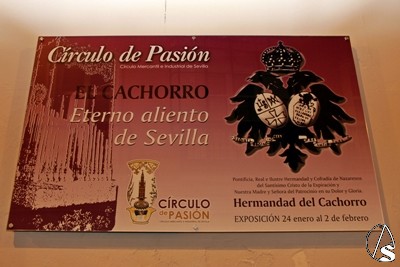 Círculo de Pasión
Círculo Mercantil e Industrial de Sevilla
EL CACHORRO
Eterno aliento
de Sevilla
CÍRCULO
DE PASIÓN
Pontificia, Real e Ilustre Hermandad y Cofradía de Nazarenos
del Santísimo Cristo de la Expiración y
Nuestra Madre y Señora del Patrocinio en su Dolor y Gloria
Hermandad del Cachorro
EXPOSICIÓN 24 enero al 2 de febrero